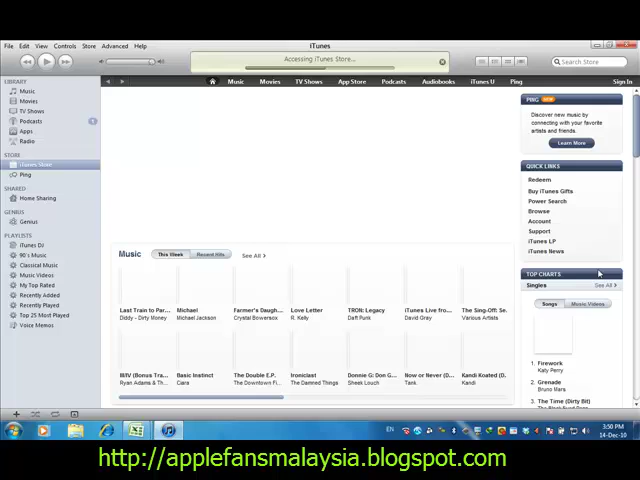 iTunes
File Edit View Controls Store Advanced Help
Accessing iTunes Store...
Search Store
Music Movies TV Shows App Store Podcasts Audiobooks iTunes U Ping Sign In
LIBRARY
Music
Movies
TV Shows
Podcasts
Apps
Radio
STORE
iTunes Store
Ping
SHARED
Home Sharing
GENIUS
Genius
PLAYLISTS
iTunes DJ
90's Music
Classical Music
Music Videos
My Top Rated
Recently Added
Recently Played
Top 25 Most Played
Voice Memos
Music This Week Recent Hits See All >
Last Train to Par... Michael Farmer's Daugh... Love Letter TRON: Legacy iTunes Live fro... The Sing-Off: Se.
Diddy - Dirty Money Michael Jackson Crystal Bowersox R. Kelly Daft Punk David Gray Various Artists
III/IV (Bonus Tra... Basic Instinct The Double E.P. Ironiclast Donnie G: Don G... Now or Never (D... Kandi Koated (D.
Ryan Adams & Th... Ciara The Downtown Fi... The Damned Things Sheek Louch Tank Kandi
PING NEW
Discover new music by
connecting with your favorite
artists and friends.
Learn More
QUICK LINKS
Redeem
Buy iTunes Gifts
Power Search
Browse
Account
Support
iTunes LP
iTunes News
TOP CHARTS
Singles See All >
Songs Music Videos
1. Firework
Katy Perry
2. Grenade
Bruno Mars
3. The Time (Dirty Bit)
EN
3:50 PM
14-Dec-10
http://applefansmalaysia.blogspot.com